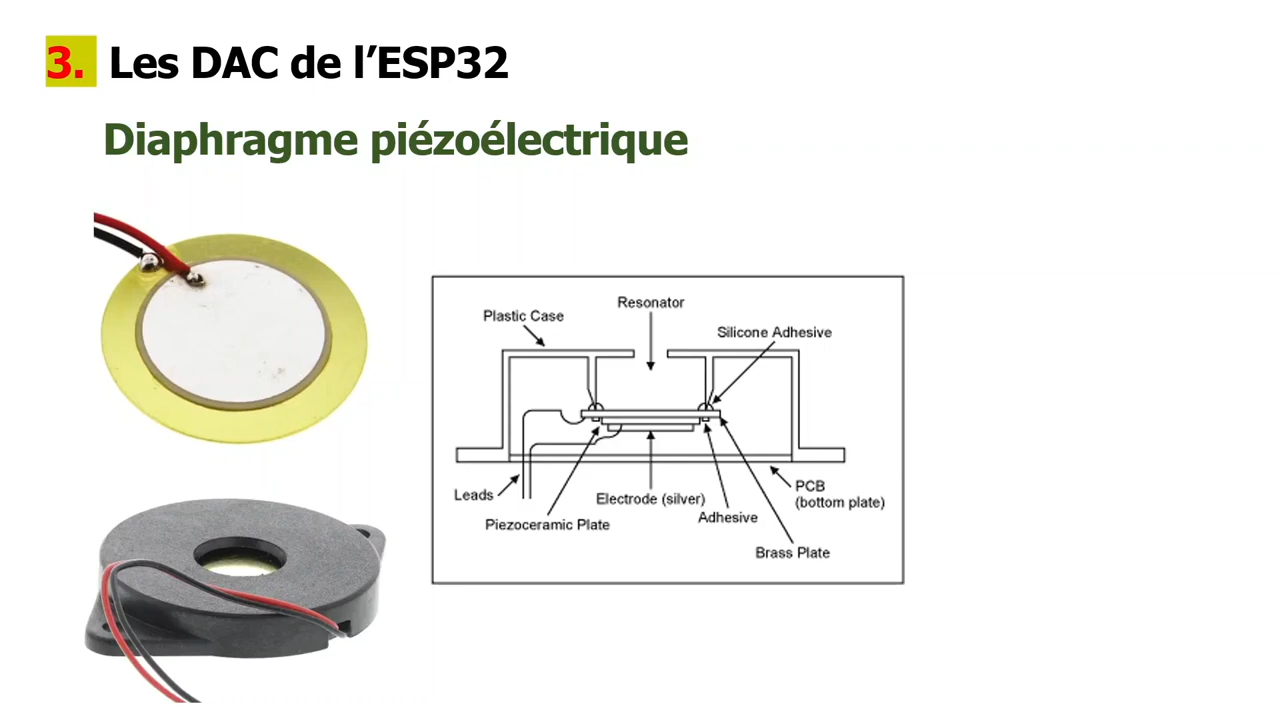 3. Les DAC de l’ESP32
Diaphragme piézoélectrique
Resonator
Plastic Case
Silicone Adhesive
Leads
Electrode (silver)
PCB
(bottom plate)
Piezoceramic Plate
Adhesive
Brass Plate